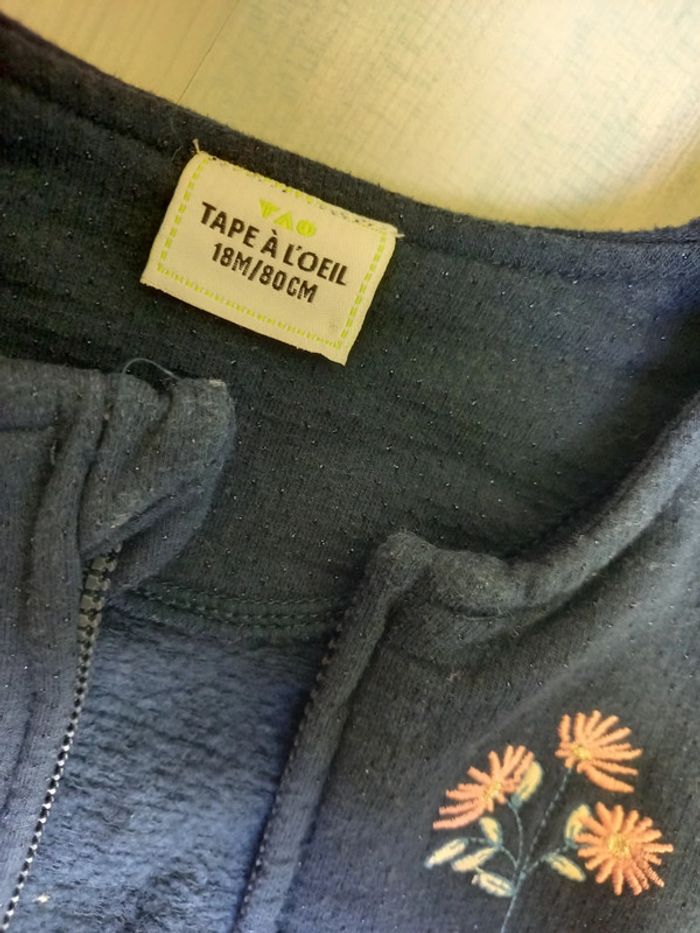 TAO
TAPE À L'OEIL
18M/80CM